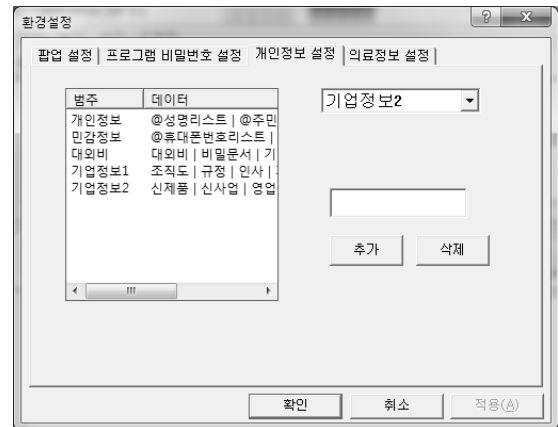 환경설정
팝업 설정 | 프로그램 비밀번호 설정 | 개인정보 설정 | 의료정보 설정
범주 데이터
개인정보 @성명리스트 | @주민
민감정보 @휴대폰번호리스트 |
대외비 대외비 | 비밀문서 | 기
기업정보1 조직도 | 규정 | 인사 |
기업정보2 신제품 | 신사업 | 영업
기업정보2
추가 삭제
확인 취소 적용(A)